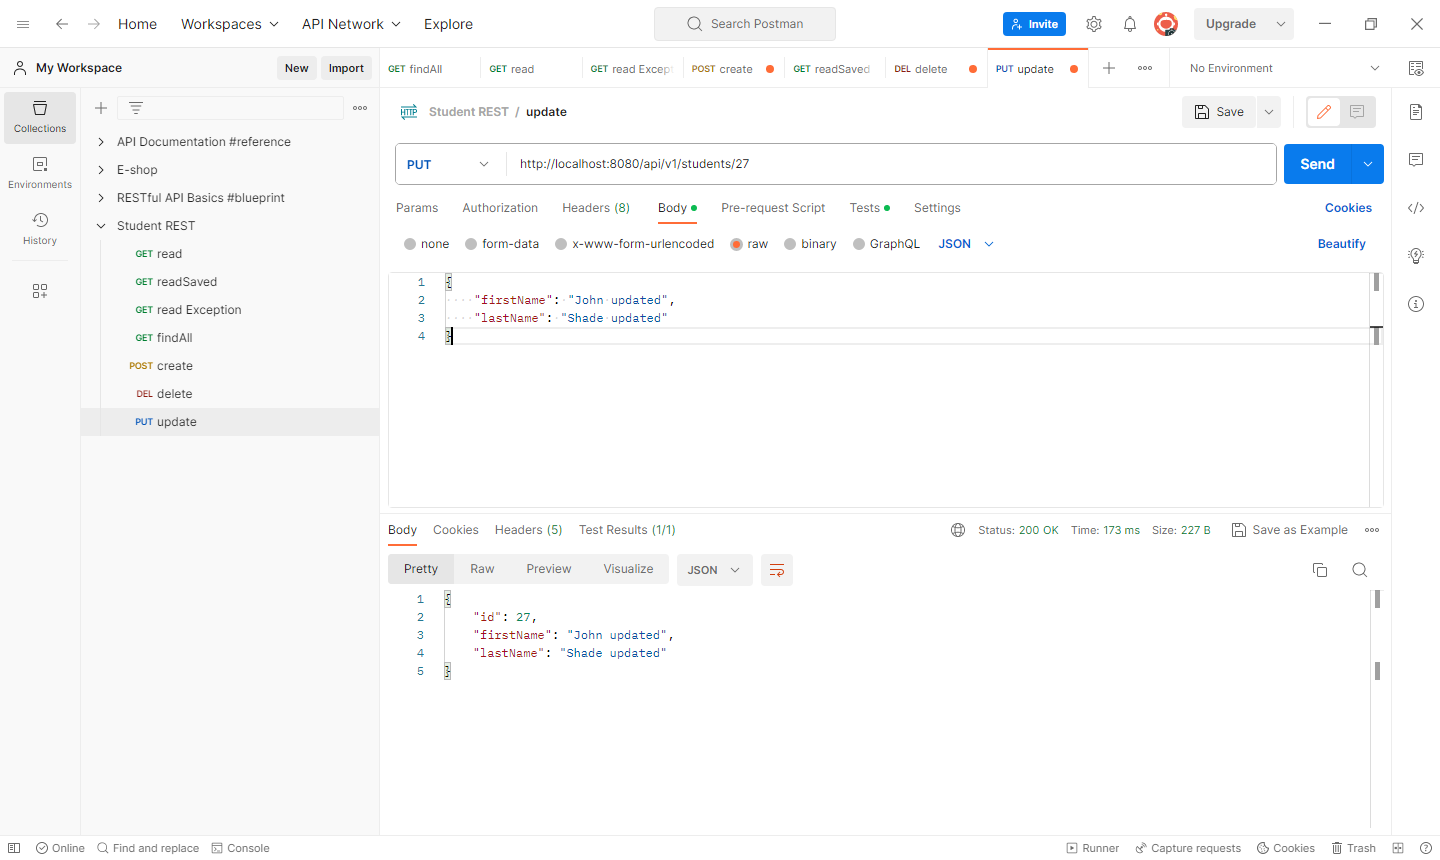 Home Workspaces API Network Explore Search Postman Invite Upgrade
My Workspace New Import GET findAll GET read GET read Excep POST create GET readSaved DEL delete PUT update No Environment
Collections
Environments
History
API Documentation #reference
E-shop
RESTful API Basics #blueprint
Student REST
GET read
GET readSaved
GET read Exception
GET findAll
POST create
DEL delete
PUT update
HTTP Student REST / update Save
PUT http://localhost:8080/api/v1/students/27 Send
Params Authorization Headers (8) Body Pre-request Script Tests Settings Cookies
none form-data x-www-form-urlencoded raw binary GraphQL JSON Beautify
1 {
2 "firstName": "John updated",
3 "lastName": "Shade updated"
4 }
Body Cookies Headers (5) Test Results (1/1) Status: 200 OK Time: 173 ms Size: 227 B Save as Example
Pretty Raw Preview Visualize JSON
1 {
2 "id": 27,
3 "firstName": "John updated",
4 "lastName": "Shade updated"
5 }
Online Find and replace Console Runner Capture requests Cookies Trash